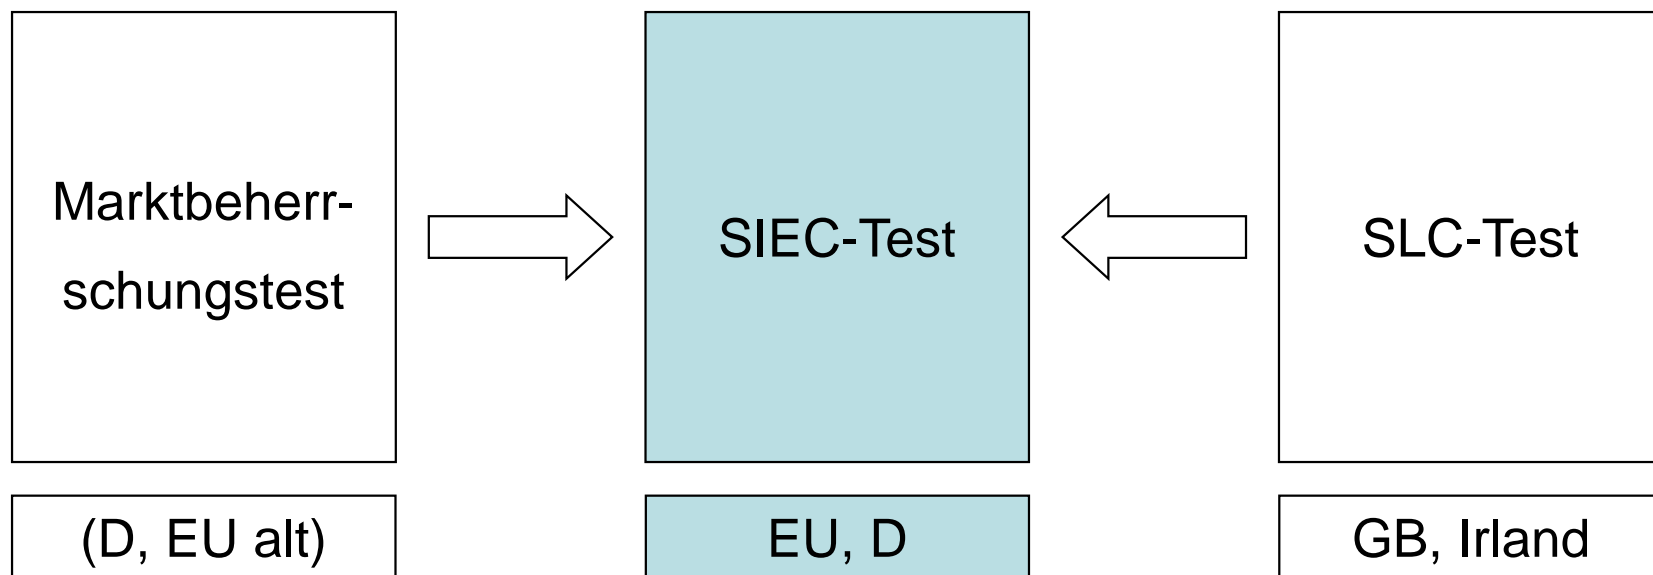 Marktbeherr-
schungstest
SIEC-Test
SLC-Test
(D, EU alt)
EU, D
GB, Irland